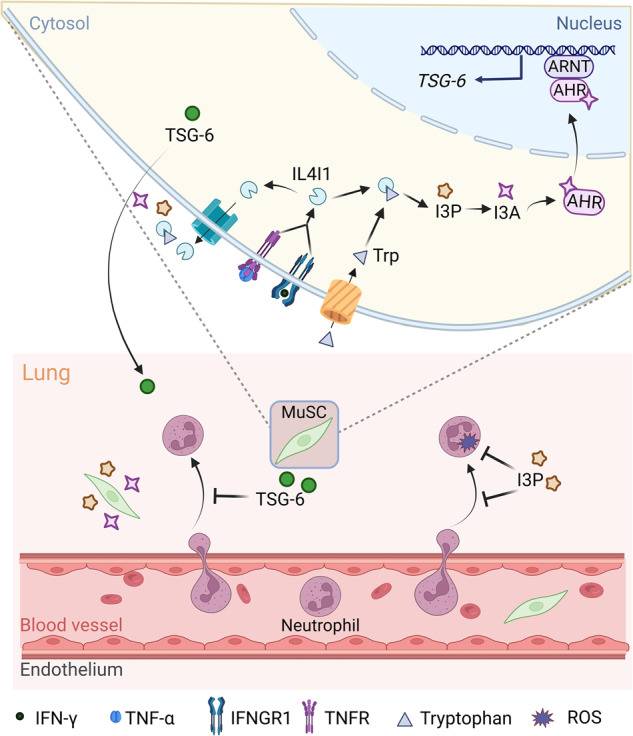 Cytosol
Nucleus
ARNT
TSG-6
AHR
TSG-6
IL4I1
I3P
I3A
AHR
Trp
Lung
MuSC
TSG-6
I3P
Blood vessel
Neutrophil
Endothelium
IFN-γ
TNF-α
IFNGR1
TNFR
Tryptophan
ROS